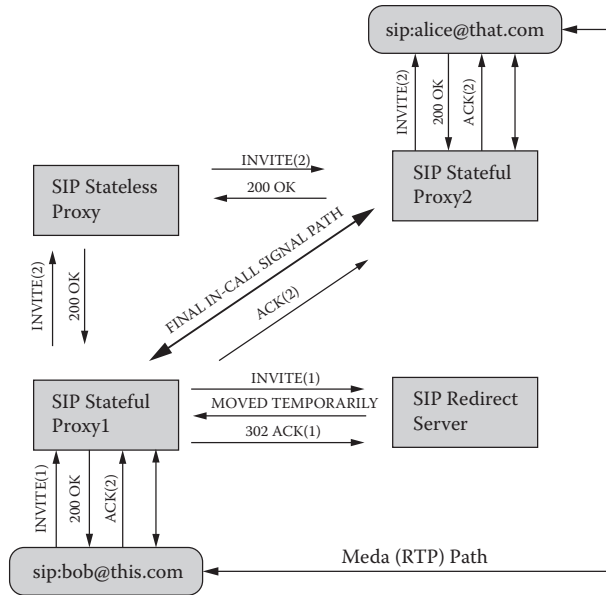 sip:alice@that.com
INVITE(2)
200 OK
ACK(2)
SIP Stateless
Proxy
INVITE(2)
200 OK
SIP Stateful
Proxy2
INVITE(2)
200 OK
FINAL IN-CALL SIGNAL PATH
ACK(2)
SIP Stateful
Proxy1
INVITE(1)
MOVED TEMPORARILY
302 ACK(1)
SIP Redirect
Server
INVITE(1)
200 OK
ACK(2)
sip:bob@this.com
Meda (RTP) Path